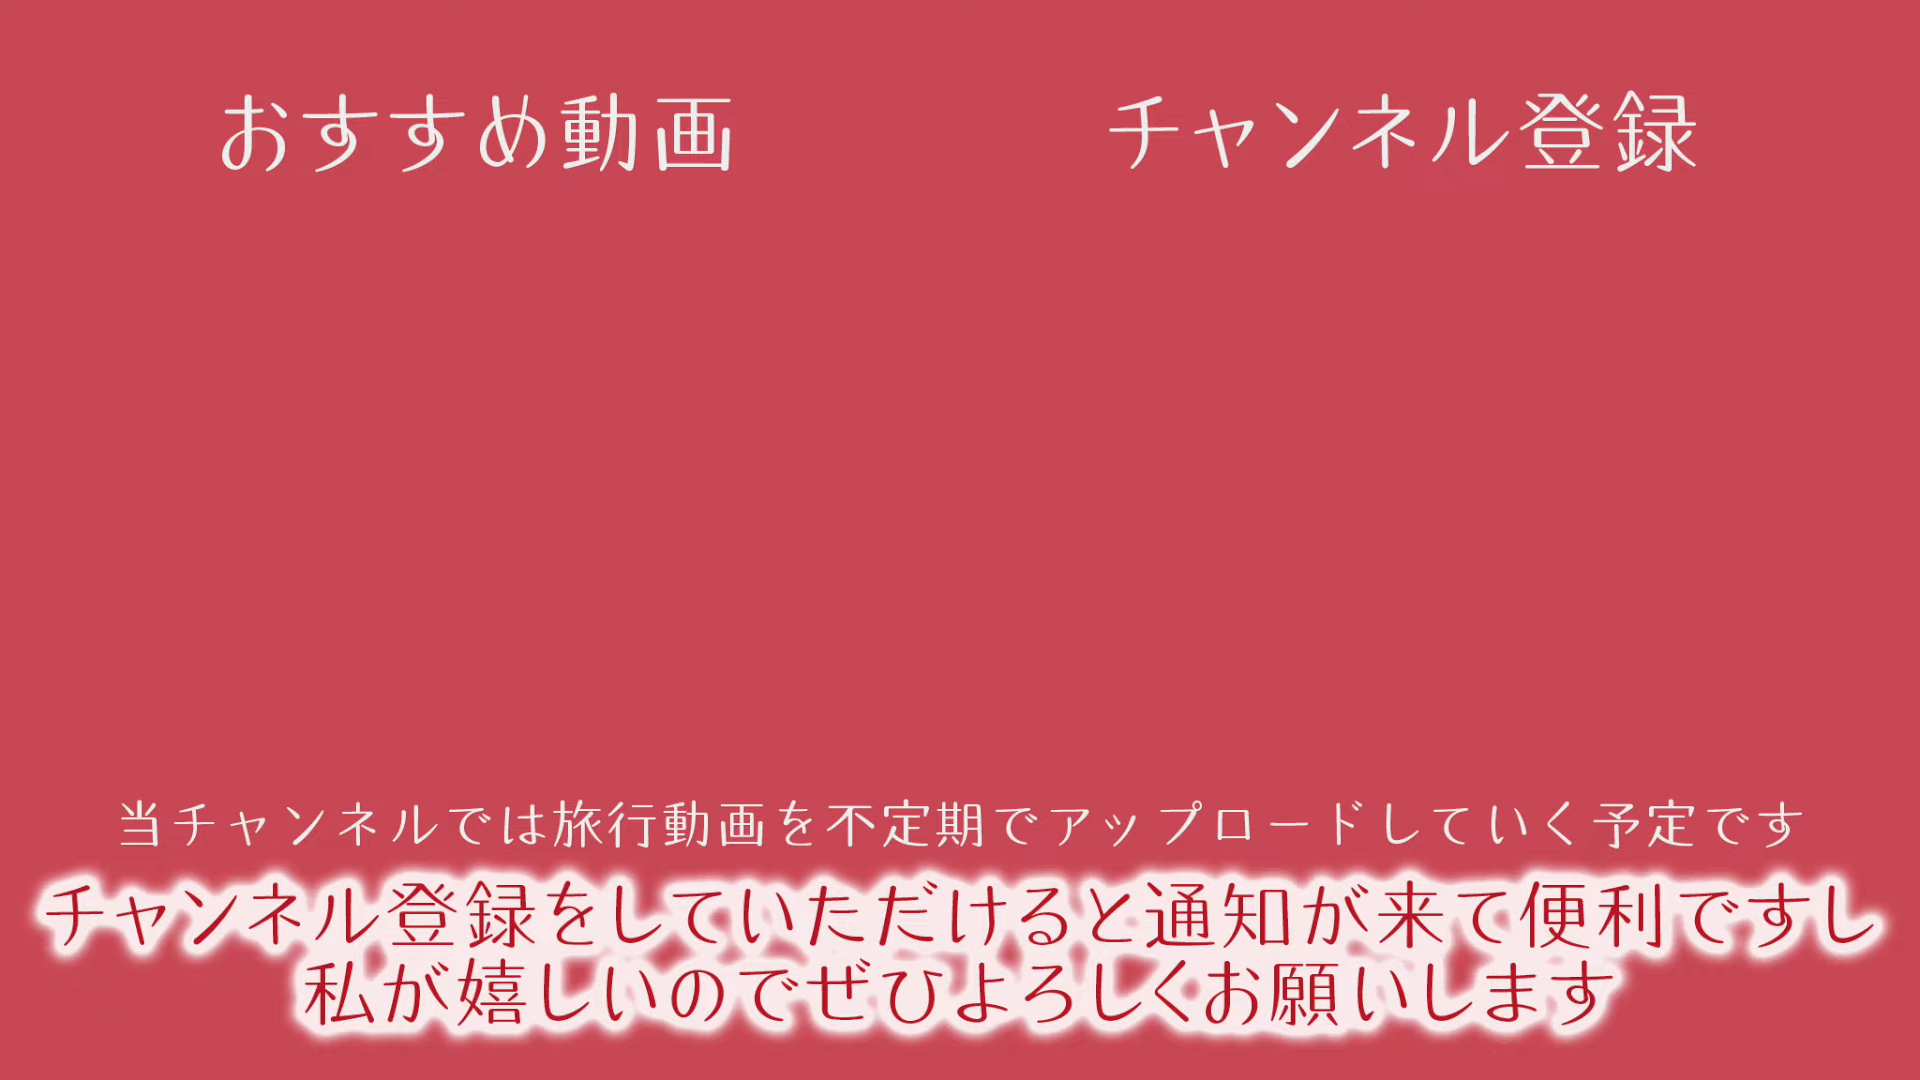 おすすめ動画
チャンネル登録
当チャンネルでは旅行動画を不定期でアップロードしていく予定です
チャンネル登録をしていただけると通知が来て便利ですし
私が嬉しいのでぜひよろしくお願いします